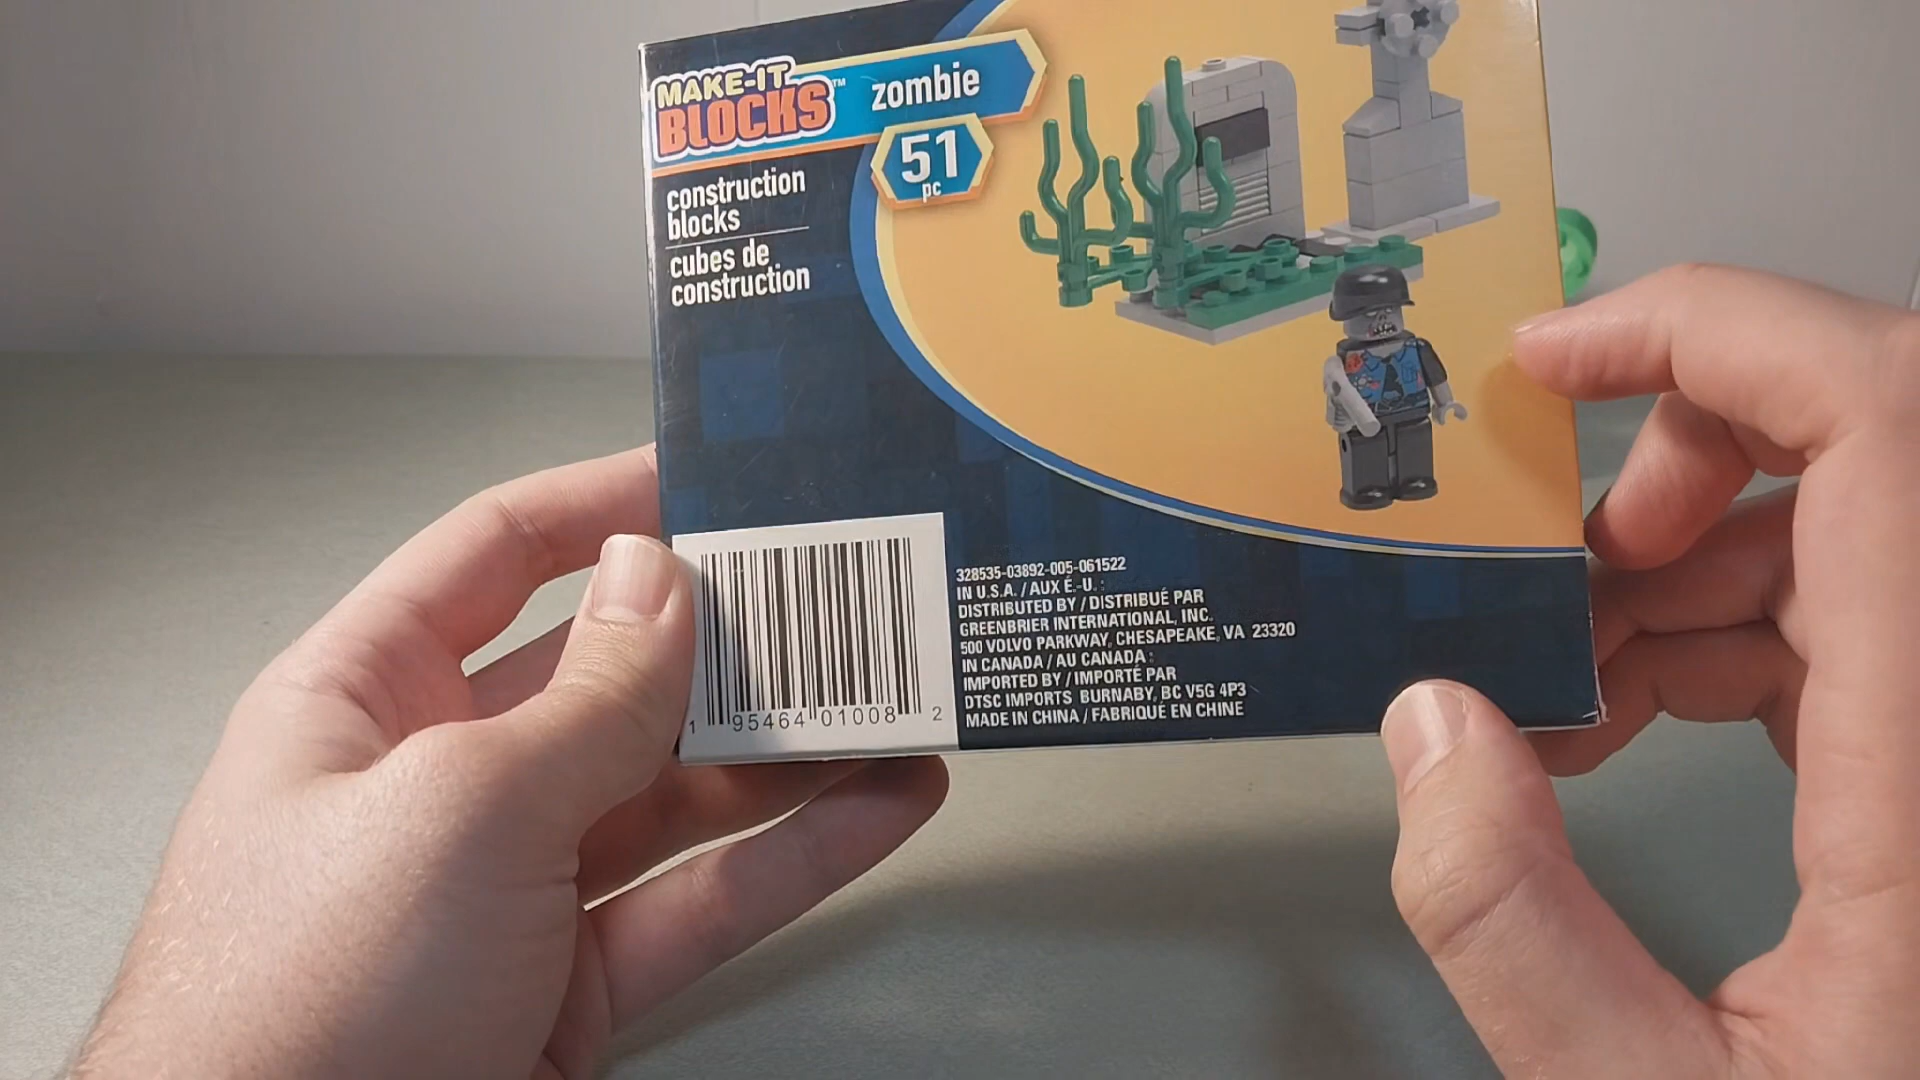 MAKE-IT
BLOCKS™
zombie
51
pc
construction
blocks
cubes de
construction
328535-03892-005-061522
IN U.S.A. / AUX É.-U. :
DISTRIBUTED BY / DISTRIBUÉ PAR
GREENBRIER INTERNATIONAL, INC.
500 VOLVO PARKWAY, CHESAPEAKE, VA 23320
IN CANADA / AU CANADA :
IMPORTED BY / IMPORTÉ PAR
DTSC IMPORTS BURNABY, BC V5G 4P3
MADE IN CHINA / FABRIQUÉ EN CHINE
1 95464 01008 2